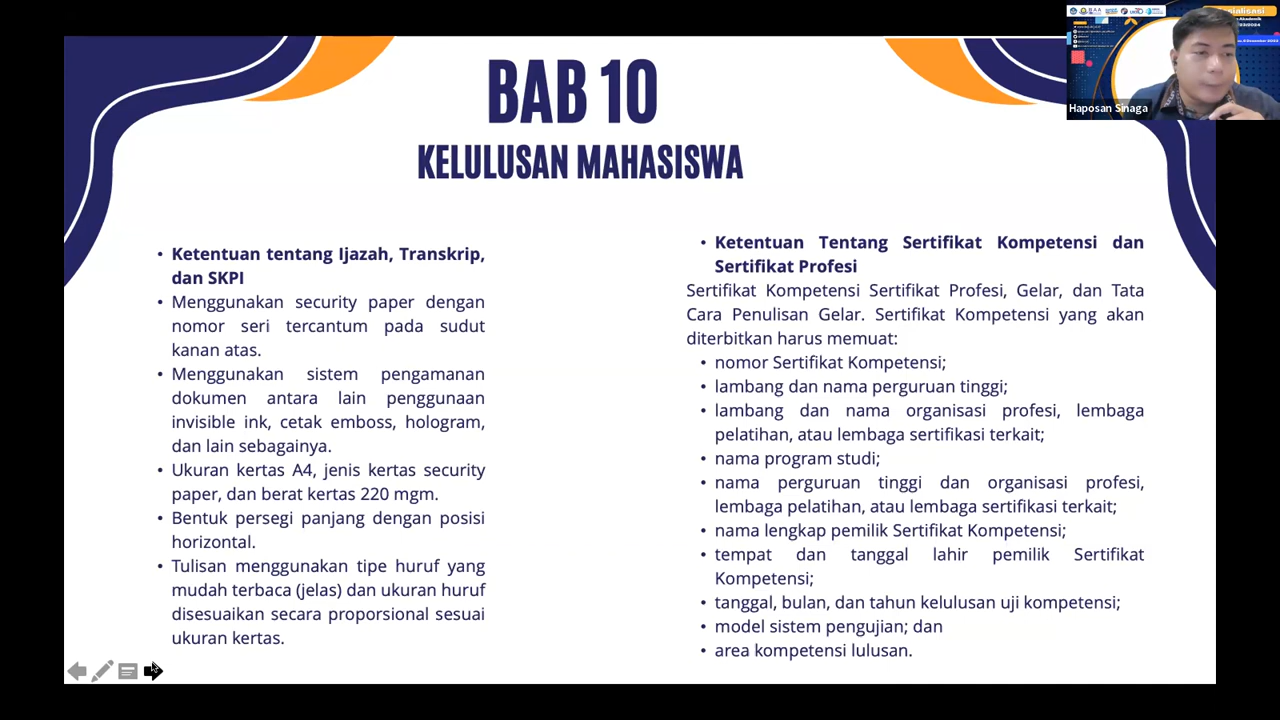 BAB 10
KELULUSAN MAHASISWA
• Ketentuan tentang Ijazah, Transkrip,
dan SKPI
• Menggunakan security paper dengan
nomor seri tercantum pada sudut
kanan atas.
• Menggunakan sistem pengamanan
dokumen antara lain penggunaan
invisible ink, cetak emboss, hologram,
dan lain sebagainya.
• Ukuran kertas A4, jenis kertas security
paper, dan berat kertas 220 mgm.
• Bentuk persegi panjang dengan posisi
horizontal.
• Tulisan menggunakan tipe huruf yang
mudah terbaca (jelas) dan ukuran huruf
disesuaikan secara proporsional sesuai
ukuran kertas.
• Ketentuan Tentang Sertifikat Kompetensi dan
Sertifikat Profesi
Sertifikat Kompetensi Sertifikat Profesi, Gelar, dan Tata
Cara Penulisan Gelar. Sertifikat Kompetensi yang akan
diterbitkan harus memuat:
• nomor Sertifikat Kompetensi;
• lambang dan nama perguruan tinggi;
• lambang dan nama organisasi profesi, lembaga
pelatihan, atau lembaga sertifikasi terkait;
• nama program studi;
• nama perguruan tinggi dan organisasi profesi,
lembaga pelatihan, atau lembaga sertifikasi terkait;
• nama lengkap pemilik Sertifikat Kompetensi;
• tempat dan tanggal lahir pemilik Sertifikat
Kompetensi;
• tanggal, bulan, dan tahun kelulusan uji kompetensi;
• model sistem pengujian; dan
• area kompetensi lulusan.
Haposan Sinaga